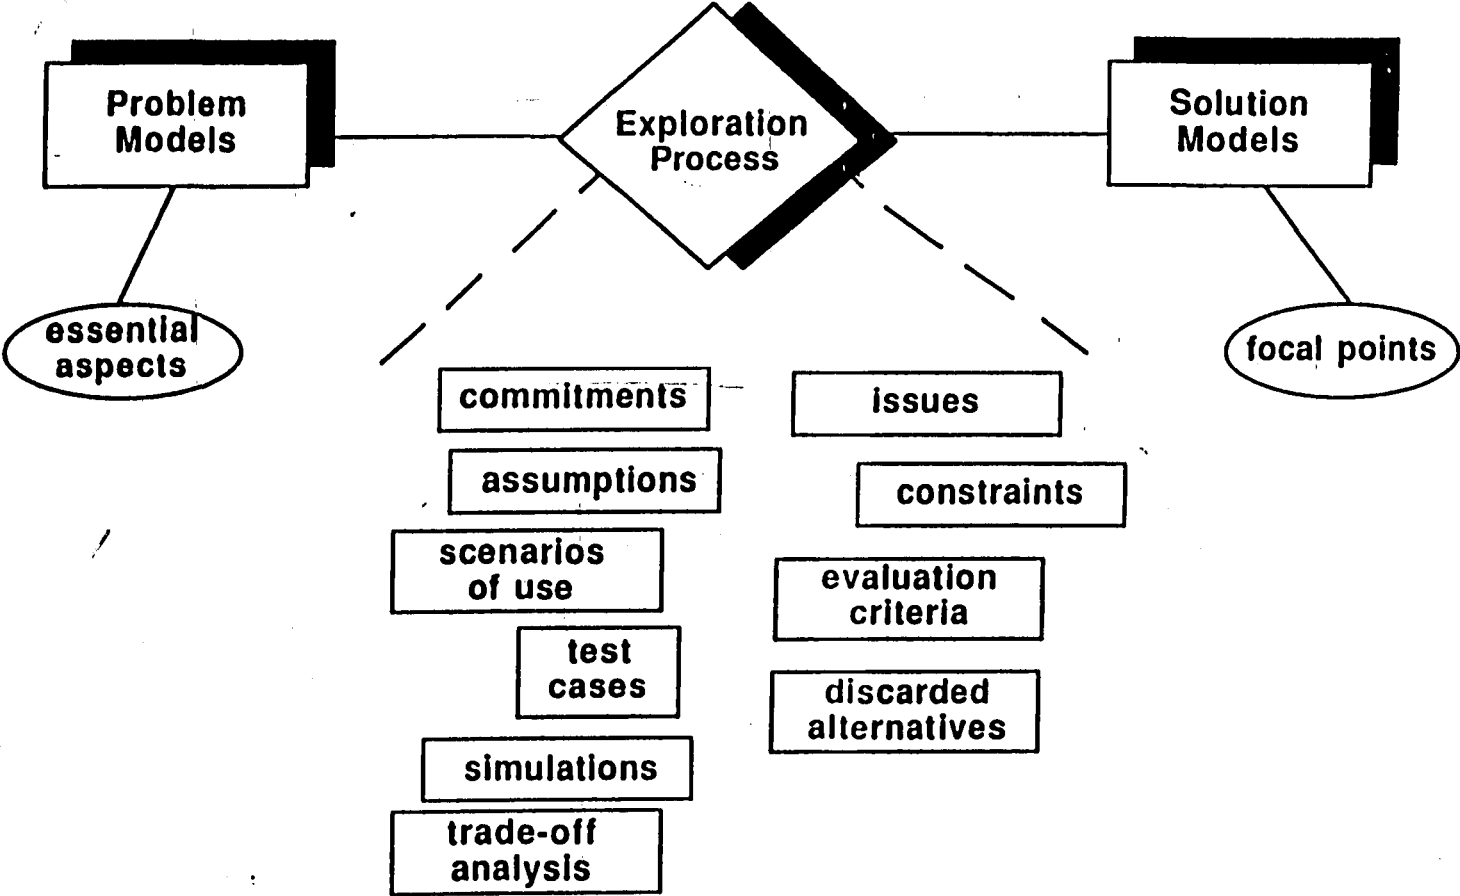 Problem
Models
Exploration
Process
Solution
Models
essential
aspects
focal points
commitments
assumptions
scenarios
of use
test
cases
simulations
trade-off
analysis
issues
constraints
evaluation
criteria
discarded
alternatives